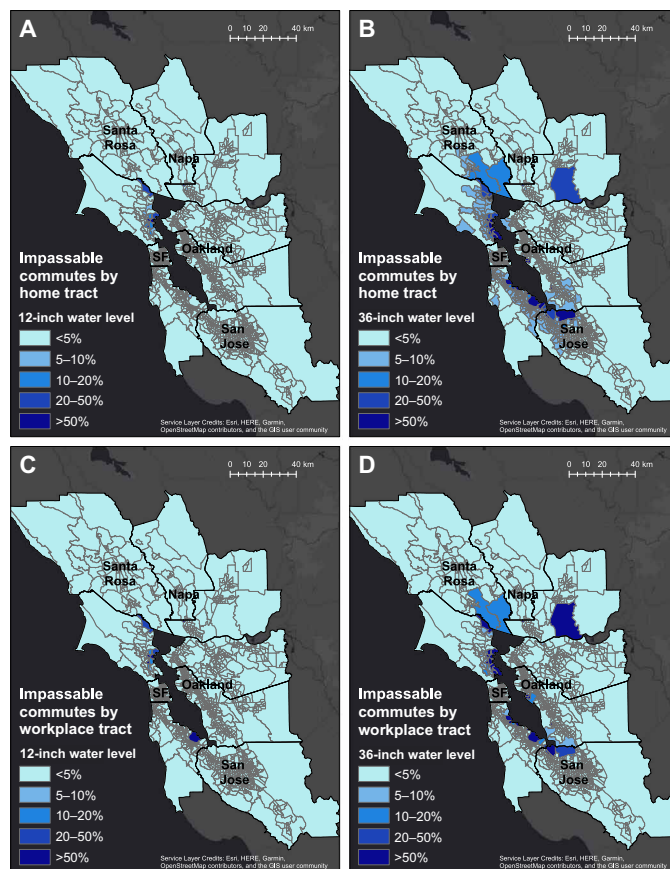 A
0 20 40 km
Santa
Rosa
Napa
Oakland
SF
San
Jose
Impassable
commutes by
home tract
12-inch water level
<5%
5–10%
10–20%
20–50%
>50%
Service Layer Credits: Esri, HERE, Garmin,
OpenStreetMap contributors, and the GIS user community
B
0 20 40 km
Santa
Rosa
Napa
Oakland
SF
San
Jose
Impassable
commutes by
home tract
36-inch water level
<5%
5–10%
10–20%
20–50%
>50%
Service Layer Credits: Esri, HERE, Garmin,
OpenStreetMap contributors, and the GIS user community
C
0 20 40 km
Santa
Rosa
Napa
Oakland
SF
San
Jose
Impassable
commutes by
workplace tract
12-inch water level
<5%
5–10%
10–20%
20–50%
>50%
Service Layer Credits: Esri, HERE, Garmin,
OpenStreetMap contributors, and the GIS user community
D
0 20 40 km
Santa
Rosa
Napa
Oakland
SF
San
Jose
Impassable
commutes by
workplace tract
36-inch water level
<5%
5–10%
10–20%
20–50%
>50%
Service Layer Credits: Esri, HERE, Garmin,
OpenStreetMap contributors, and the GIS user community